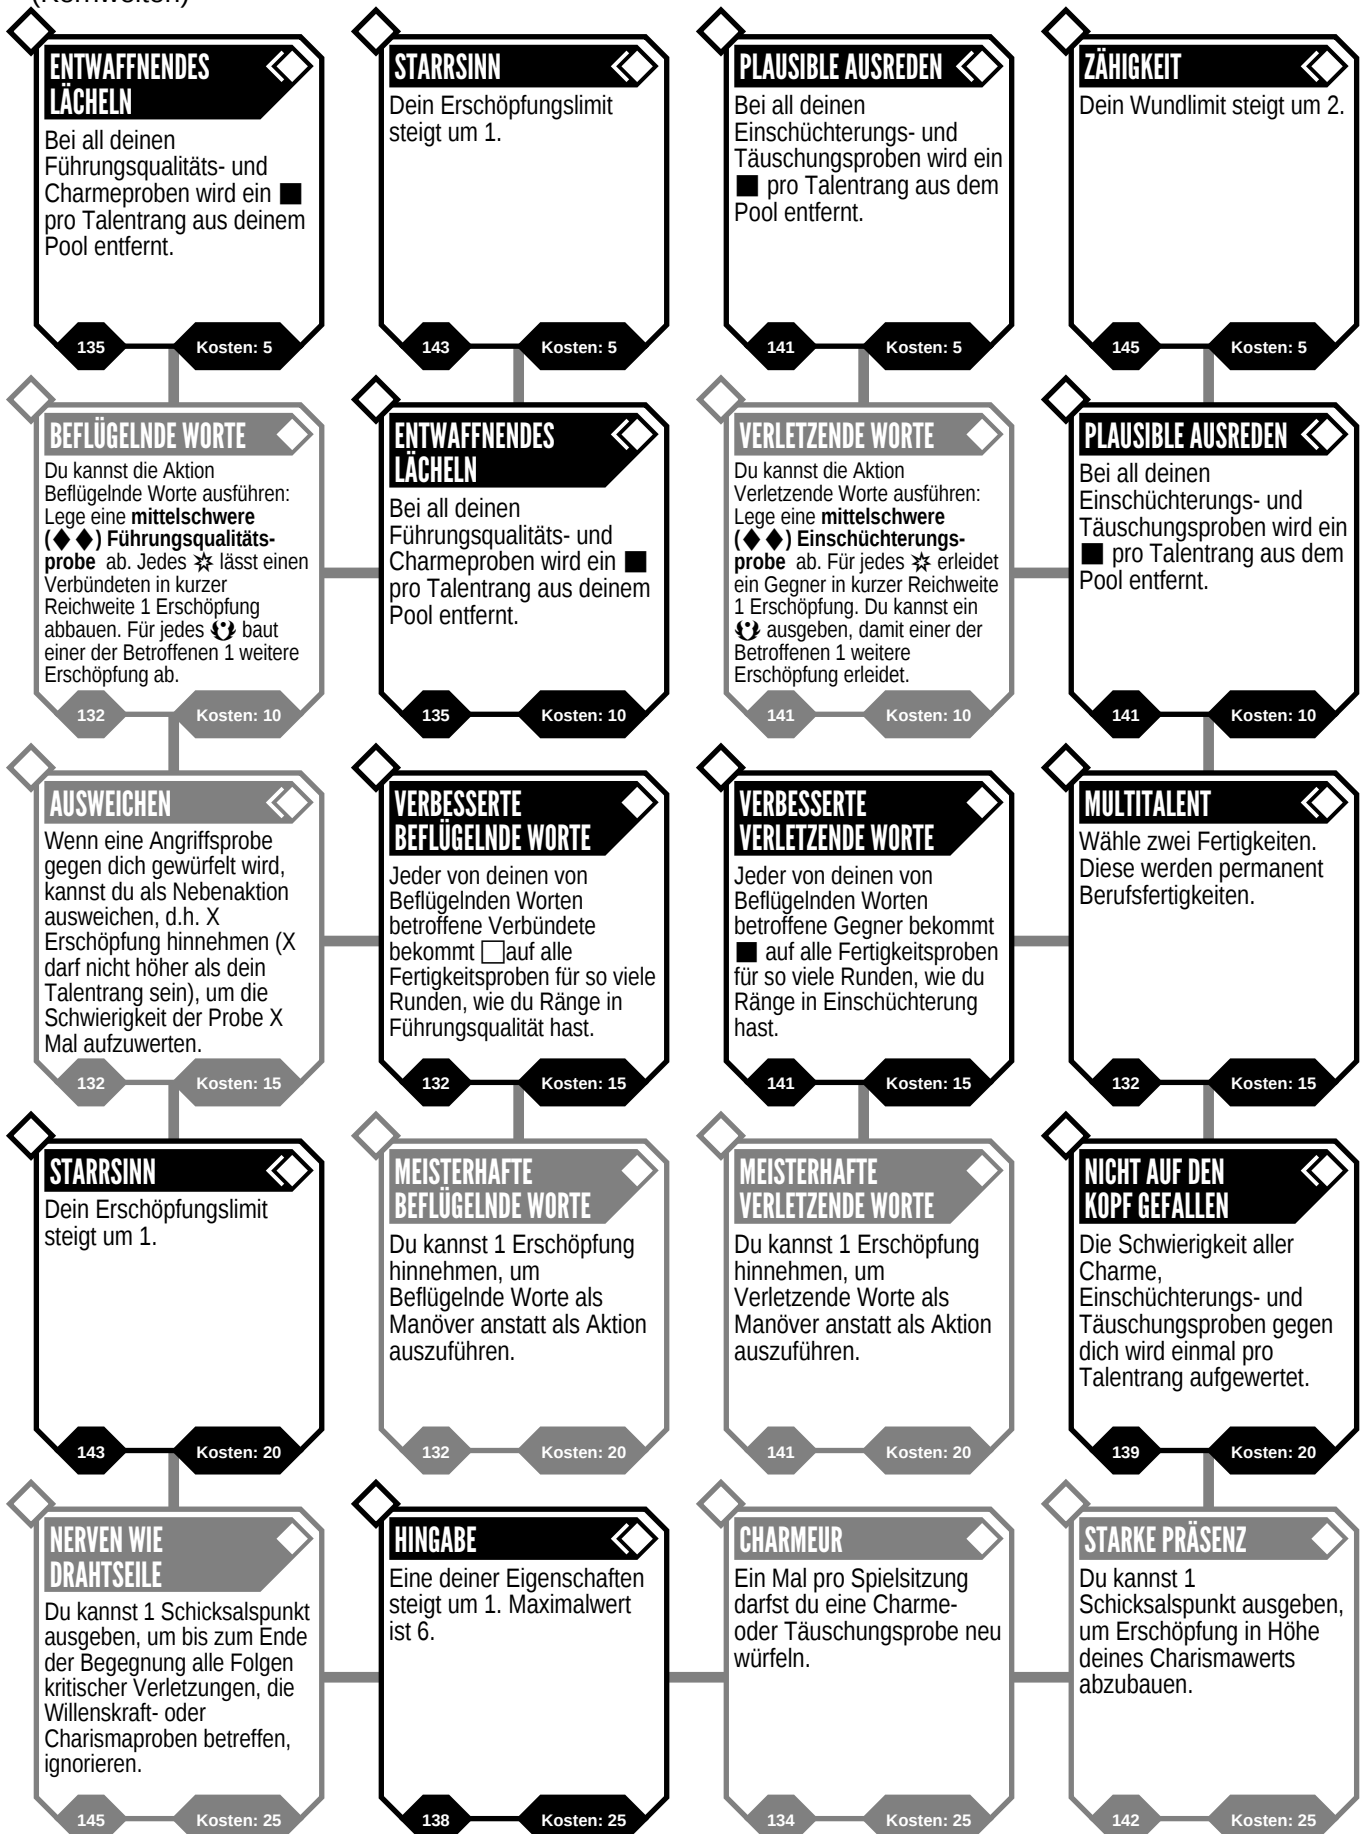 (Kernwelten)
ENTWAFFNENDES
LÄCHELN
Bei all deinen
Führungsqualitäts- und
Charmeproben wird ein ■
pro Talentrang aus deinem
Pool entfernt.
135
Kosten: 5
STARRSINN
Dein Erschöpfungslimit
steigt um 1.
143
Kosten: 5
PLAUSIBLE AUSREDEN
Bei all deinen
Einschüchterungs- und
Täuschungsproben wird ein
■ pro Talentrang aus dem
Pool entfernt.
141
Kosten: 5
ZÄHIGKEIT
Dein Wundlimit steigt um 2.
145
Kosten: 5
BEFLÜGELNDE WORTE
Du kannst die Aktion
Beflügelnde Worte ausführen:
Lege eine mittelschwere
(♦♦) Führungsqualitäts-
probe ab. Jedes lässt einen
Verbündeten in kurzer
Reichweite 1 Erschöpfung
abbauen. Für jedes baut
einer der Betroffenen 1 weitere
Erschöpfung ab.
132
Kosten: 10
ENTWAFFNENDES
LÄCHELN
Bei all deinen
Führungsqualitäts- und
Charmeproben wird ein ■
pro Talentrang aus deinem
Pool entfernt.
135
Kosten: 10
VERLETZENDE WORTE
Du kannst die Aktion
Verletzende Worte ausführen:
Lege eine mittelschwere
(♦♦) Einschüchterungs-
probe ab. Für jedes erleidet
ein Gegner in kurzer Reichweite
1 Erschöpfung. Du kannst ein
ausgeben, damit einer der
Betroffenen 1 weitere
Erschöpfung erleidet.
141
Kosten: 10
PLAUSIBLE AUSREDEN
Bei all deinen
Einschüchterungs- und
Täuschungsproben wird ein
■ pro Talentrang aus dem
Pool entfernt.
141
Kosten: 10
AUSWEICHEN
Wenn eine Angriffsprobe
gegen dich gewürfelt wird,
kannst du als Nebenaktion
ausweichen, d.h. X
Erschöpfung hinnehmen (X
darf nicht höher als dein
Talentrang sein), um die
Schwierigkeit der Probe X
Mal aufzuwerten.
132
Kosten: 15
VERBESSERTE
BEFLÜGELNDE WORTE
Jeder von deinen von
Beflügelnden Worten
betroffene Verbündete
bekommt □auf alle
Fertigkeitsproben für so viele
Runden, wie du Ränge in
Führungsqualität hast.
132
Kosten: 15
VERBESSERTE
VERLETZENDE WORTE
Jeder von deinen von
Beflügelnden Worten
betroffene Gegner bekommt
■ auf alle Fertigkeitsproben
für so viele Runden, wie du
Ränge in Einschüchterung
hast.
141
Kosten: 15
MULTITALENT
Wähle zwei Fertigkeiten.
Diese werden permanent
Berufsfertigkeiten.
132
Kosten: 15
STARRSINN
Dein Erschöpfungslimit
steigt um 1.
143
Kosten: 20
MEISTERHAFTE
BEFLÜGELNDE WORTE
Du kannst 1 Erschöpfung
hinnehmen, um
Beflügelnde Worte als
Manöver anstatt als Aktion
auszuführen.
132
Kosten: 20
MEISTERHAFTE
VERLETZENDE WORTE
Du kannst 1 Erschöpfung
hinnehmen, um
Verletzende Worte als
Manöver anstatt als Aktion
auszuführen.
141
Kosten: 20
NICHT AUF DEN
KOPF GEFALLEN
Die Schwierigkeit aller
Charme,
Einschüchterungs- und
Täuschungsproben gegen
dich wird einmal pro
Talentrang aufgewertet.
139
Kosten: 20
NERVEN WIE
DRAHTSEILE
Du kannst 1 Schicksalspunkt
ausgeben, um bis zum Ende
der Begegnung alle Folgen
kritischer Verletzungen, die
Willenskraft- oder
Charismaproben betreffen,
ignorieren.
145
Kosten: 25
HINGABE
Eine deiner Eigenschaften
steigt um 1. Maximalwert
ist 6.
138
Kosten: 25
CHARMEUR
Ein Mal pro Spielsitzung
darfst du eine Charme-
oder Täuschungsprobe neu
würfeln.
134
Kosten: 25
STARKE PRÄSENZ
Du kannst 1
Schicksalspunkt ausgeben,
um Erschöpfung in Höhe
deines Charismawerts
abzubauen.
142
Kosten: 25